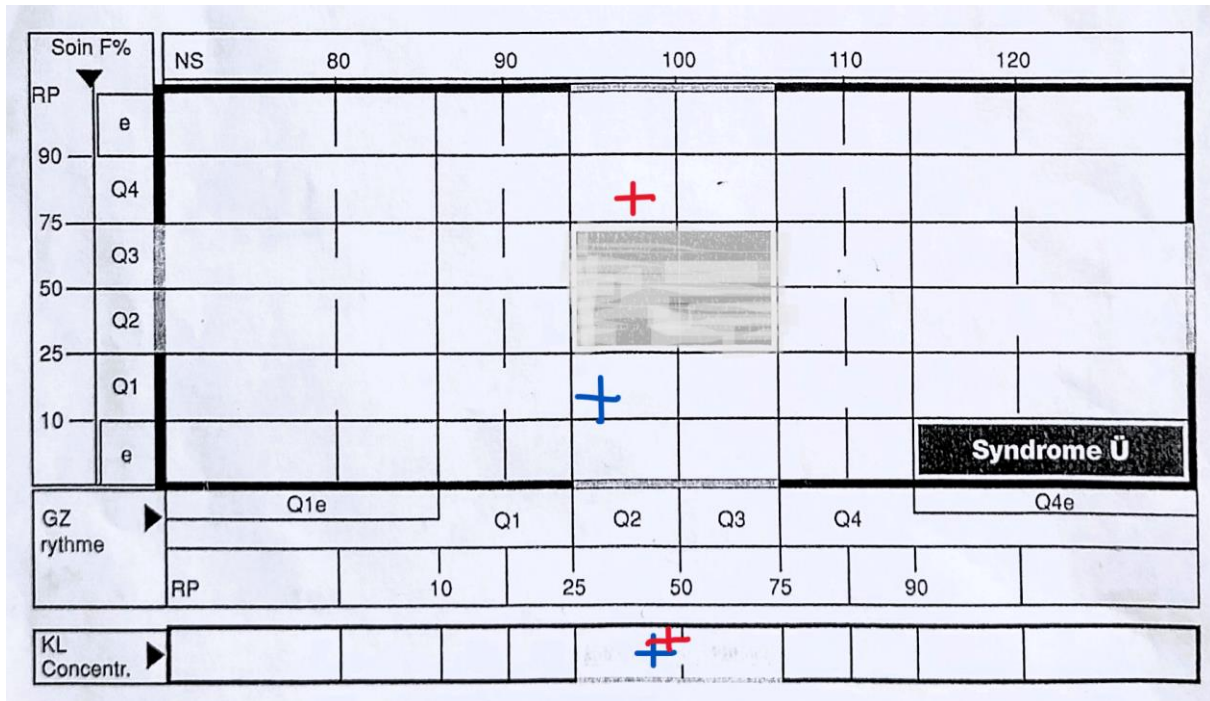 Soin F%
NS 80 90 100 110 120
RP
e
90
Q4
75
Q3
50
Q2
25
Q1
10
e
Syndrome Ü
Q1e Q4e
GZ Q1 Q2 Q3 Q4
rythme
RP 10 25 50 75 90
KL
Concentr.